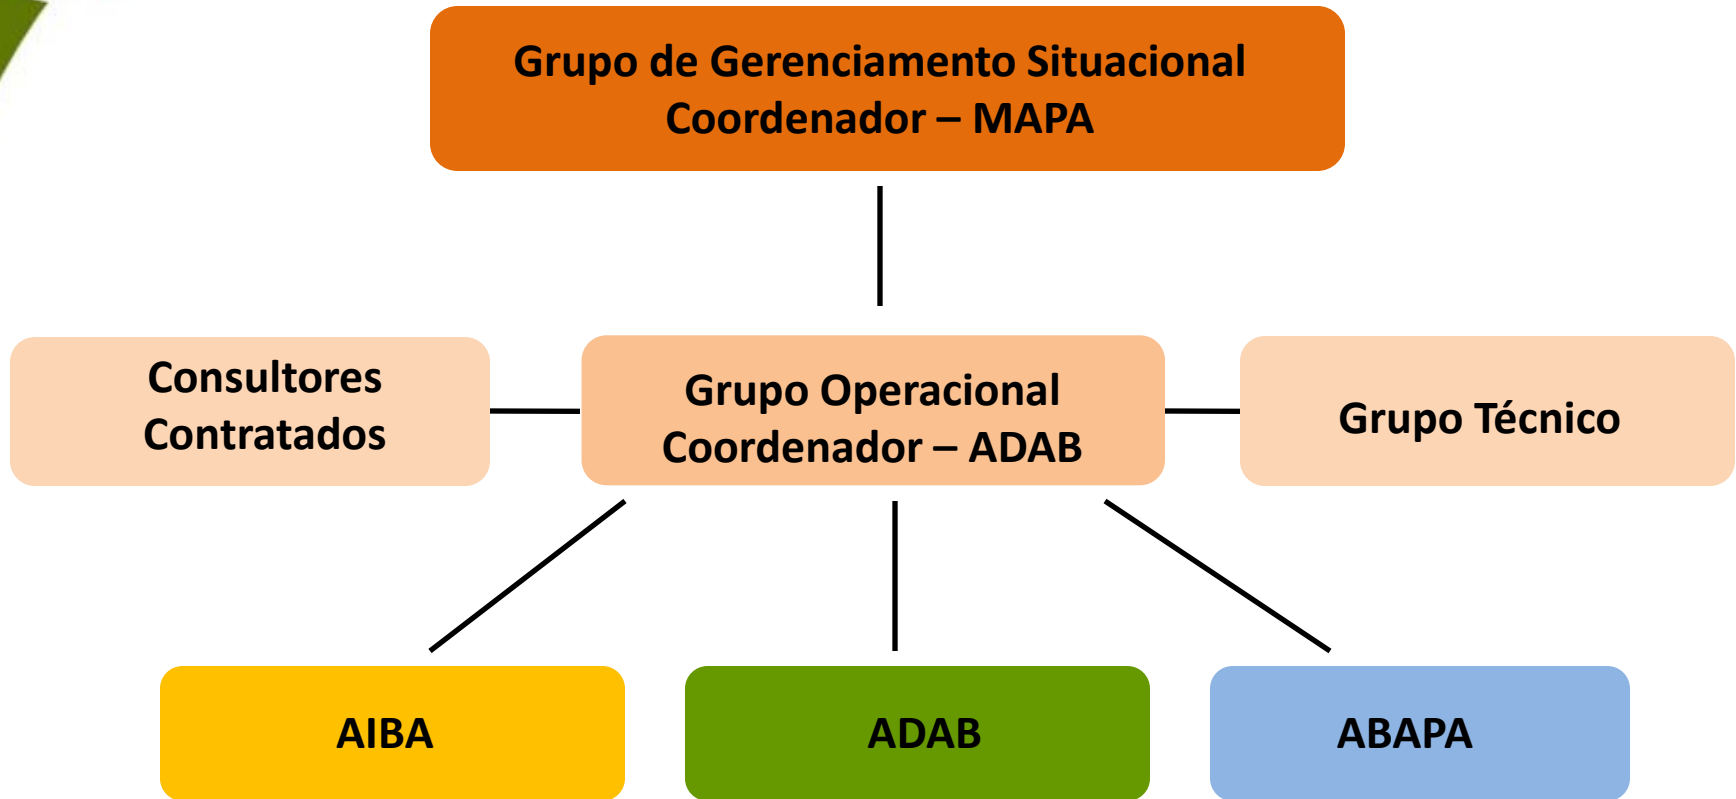 Grupo de Gerenciamento Situacional
Coordenador – MAPA
Consultores
Contratados
Grupo Operacional
Coordenador – ADAB
Grupo Técnico
AIBA
ADAB
ABAPA